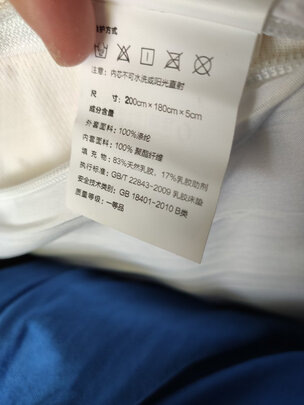 护方式
注意：内芯不可水洗或阳光直射
尺 寸：200cm×180cm×5cm
成分含量
外套面料：100%涤纶
内套面料：100% 聚酯纤维
填 充 物：83%天然乳胶，17%乳胶助剂
执行标准：GB/T 22843-2009 乳胶床垫
安全技术类别：GB 18401-2010 B类
质量等级：一等品